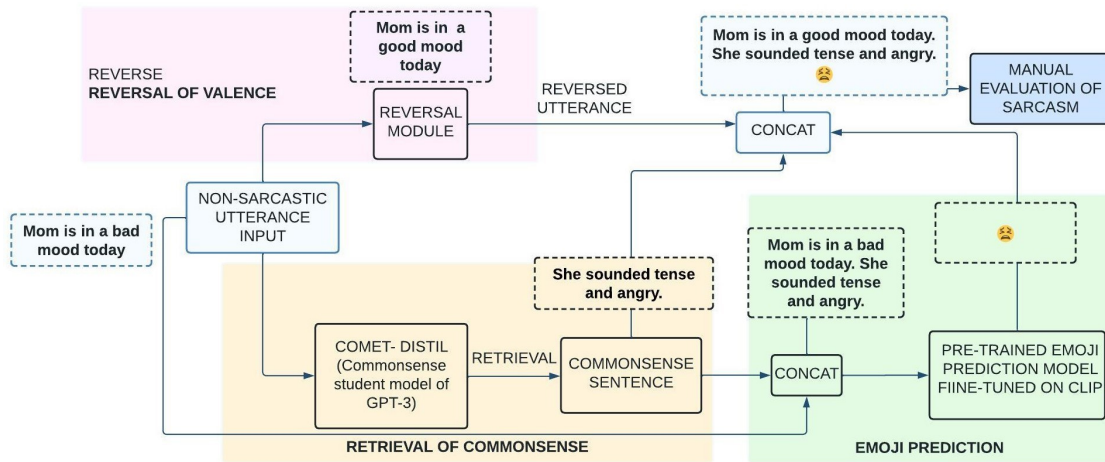 Mom is in a
good mood
today
REVERSE
REVERSAL OF VALENCE
REVERSAL
MODULE
REVERSED
UTTERANCE
Mom is in a good mood today.
She sounded tense and angry.
😫
CONCAT
MANUAL
EVALUATION OF
SARCASM
NON-SARCASTIC
UTTERANCE
INPUT
Mom is in a bad
mood today
She sounded tense
and angry.
COMET- DISTIL
(Commonsense
student model of
GPT-3)
RETRIEVAL
COMMONSENSE
SENTENCE
RETRIEVAL OF COMMONSENSE
Mom is in a bad
mood today. She
sounded tense
and angry.
CONCAT
😫
PRE-TRAINED EMOJI
PREDICTION MODEL
FIINE-TUNED ON CLIP
EMOJI PREDICTION